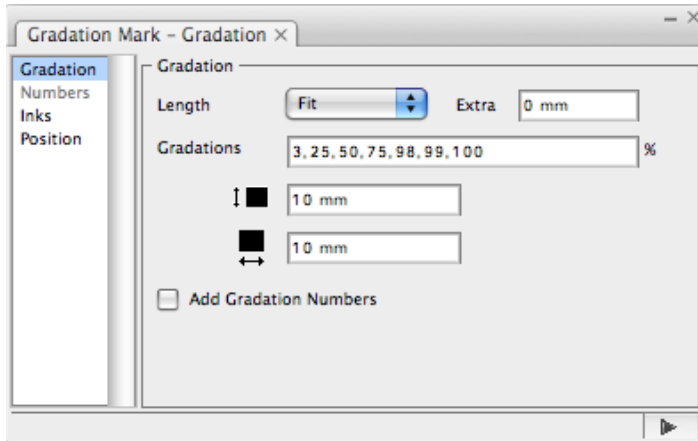 Gradation Mark – Gradation ×
Gradation
Numbers
Inks
Position
Gradation
Length Fit Extra 0 mm
Gradations 3,25,50,75,98,99,100 %
10 mm
10 mm
Add Gradation Numbers